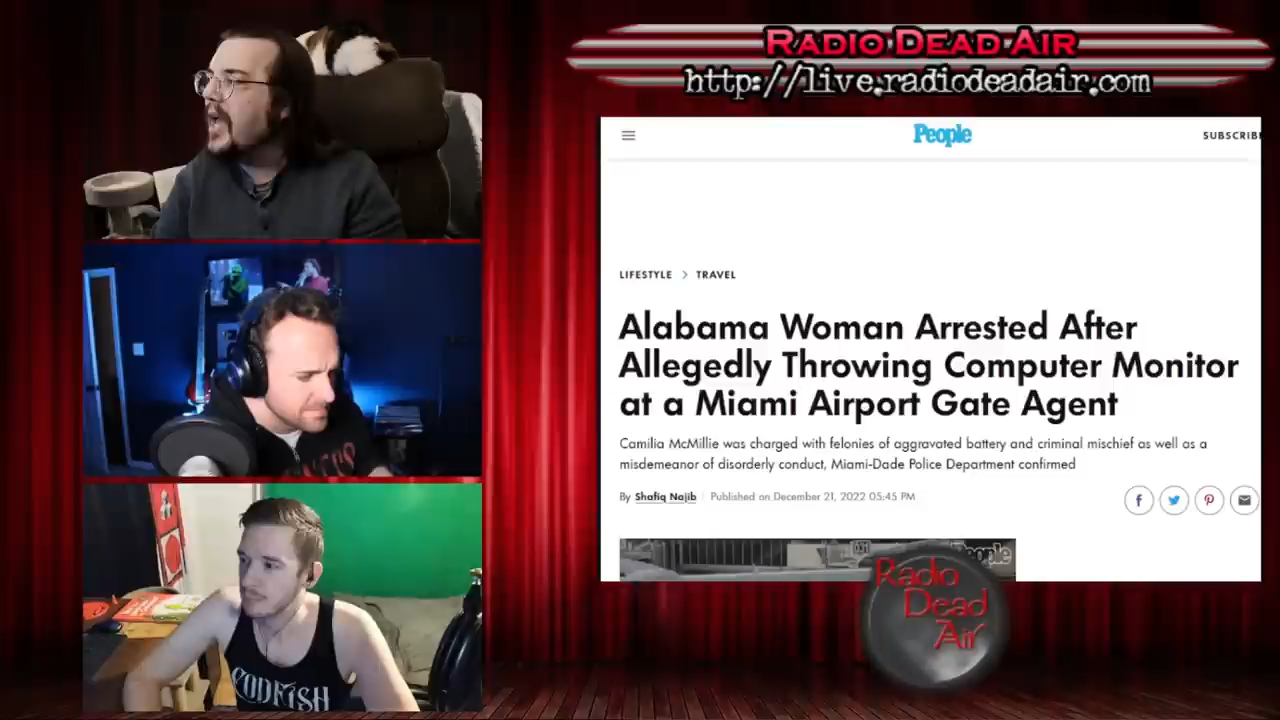 Radio Dead Air
http://live.radiodeadair.com
People
SUBSCRIB
LIFESTYLE > TRAVEL
Alabama Woman Arrested After
Allegedly Throwing Computer Monitor
at a Miami Airport Gate Agent
Camilia McMillie was charged with felonies of aggravated battery and criminal mischief as well as a
misdemeanor of disorderly conduct, Miami-Dade Police Department confirmed
By Shafiq Najib | Published on December 21, 2022 05:45 PM
People
Radio
Dead
Air
CODFISH